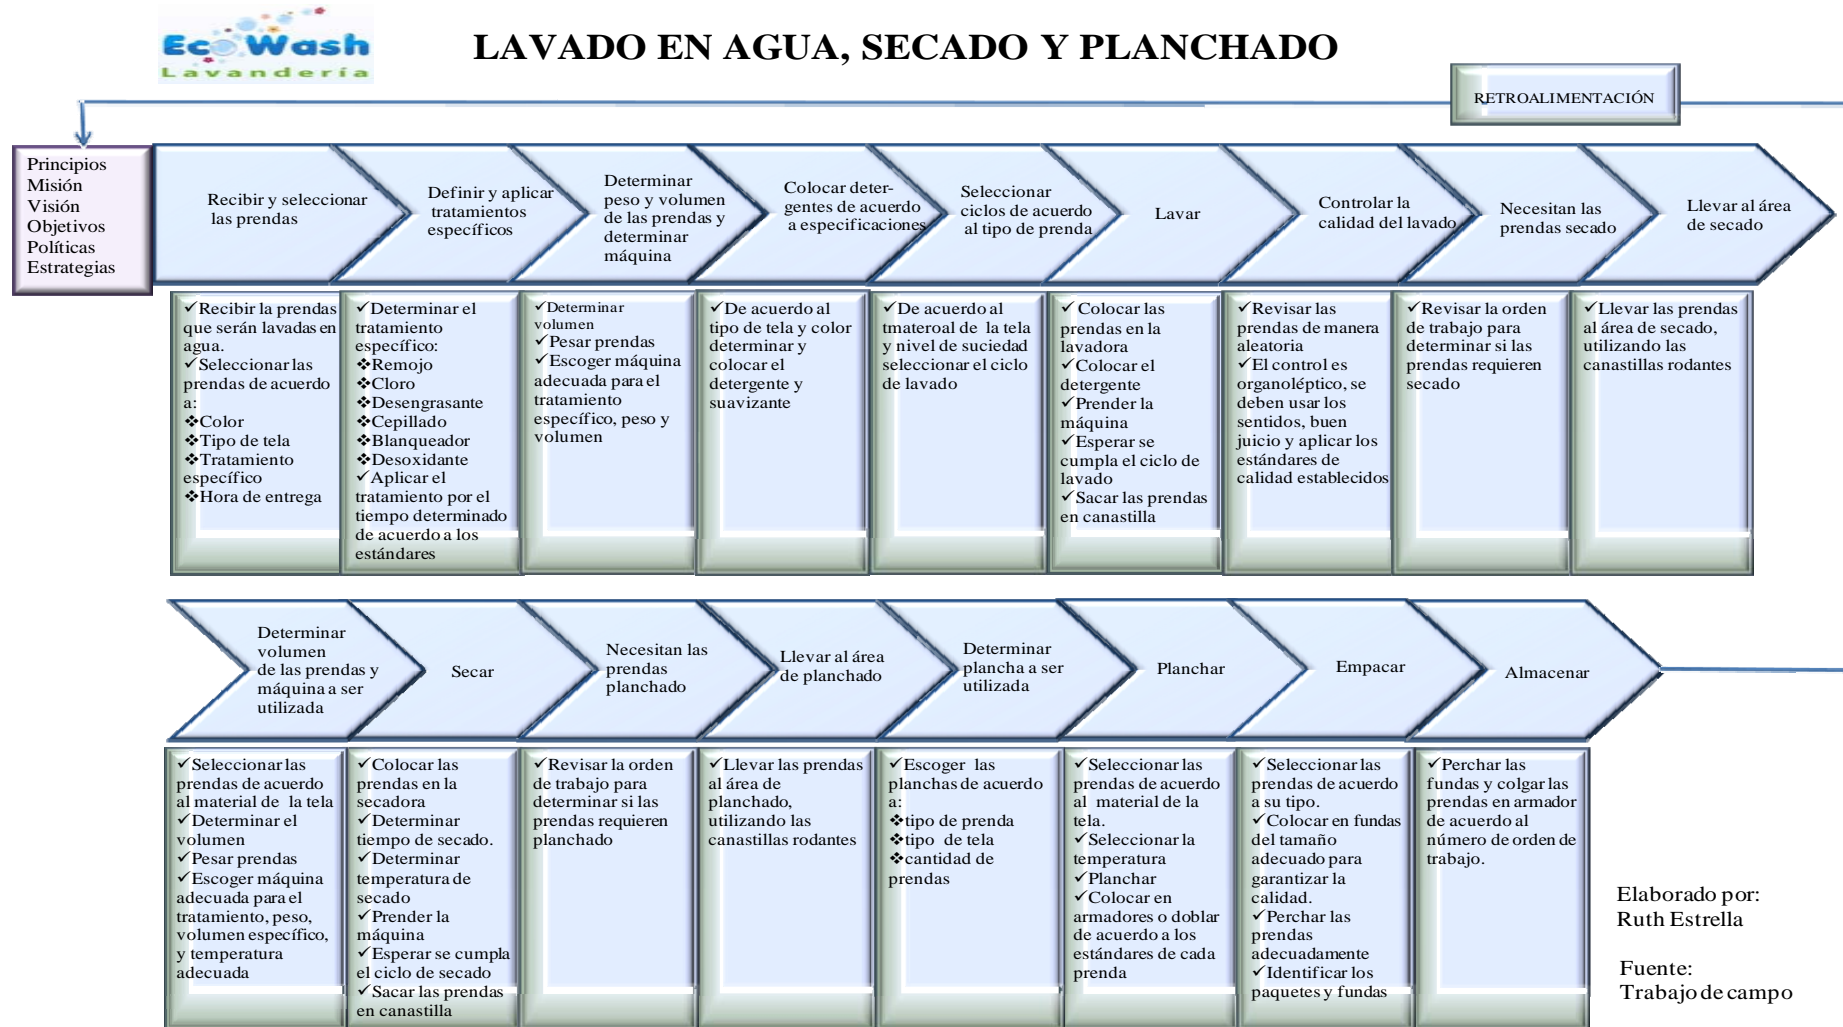 EcoWash
Lavandería
LAVADO EN AGUA, SECADO Y PLANCHADO
RETROALIMENTACIÓN
Principios
Misión
Visión
Objetivos
Políticas
Estrategias
Recibir y seleccionar
las prendas
Definir y aplicar
tratamientos
específicos
Determinar
peso y volumen
de las prendas y
determinar
máquina
Colocar deter-
gentes de acuerdo
a especificaciones
Seleccionar
ciclos de acuerdo
al tipo de prenda
Lavar
Controlar la
calidad del lavado
Necesitan las
prendas secado
Llevar al área
de secado
✓Recibir la prendas
que serán lavadas en
agua.
✓Seleccionar las
prendas de acuerdo
a:
❖Color
❖Tipo de tela
❖Tratamiento
específico
❖Hora de entrega
✓Determinar el
tratamiento
específico:
❖Remojo
❖Cloro
❖Desengrasante
❖Cepillado
❖Blanqueador
❖Desoxidante
✓Aplicar el
tratamiento por el
tiempo determinado
de acuerdo a los
estándares
✓Determinar
volumen
✓Pesar prendas
✓Escoger máquina
adecuada para el
tratamiento
específico, peso y
volumen
✓De acuerdo al
tipo de tela y color
determinar y
colocar el
detergente y
suavizante
✓De acuerdo al
tmateroal de la tela
y nivel de suciedad
seleccionar el ciclo
de lavado
✓Colocar las
prendas en la
lavadora
✓Colocar el
detergente
✓Prender la
máquina
✓Esperar se
cumpla el ciclo de
lavado
✓Sacar las prendas
en canastilla
✓Revisar las
prendas de manera
aleatoria
✓El control es
organoléptico, se
deben usar los
sentidos, buen
juicio y aplicar los
estándares de
calidad establecidos
✓Revisar la orden
de trabajo para
determinar si las
prendas requieren
secado
✓Llevar las prendas
al área de secado,
utilizando las
canastillas rodantes
Determinar
volumen
de las prendas y
máquina a ser
utilizada
Secar
Necesitan las
prendas
planchado
Llevar al área
de planchado
Determinar
plancha a ser
utilizada
Planchar
Empacar
Almacenar
✓Seleccionar las
prendas de acuerdo
al material de la tela
✓Determinar el
volumen
✓Pesar prendas
✓Escoger máquina
adecuada para el
tratamiento, peso,
volumen específico,
y temperatura
adecuada
✓Colocar las
prendas en la
secadora
✓Determinar
tiempo de secado.
✓Determinar
temperatura de
secado
✓Prender la
máquina
✓Esperar se cumpla
el ciclo de secado
✓Sacar las prendas
en canastilla
✓Revisar la orden
de trabajo para
determinar si las
prendas requieren
planchado
✓Llevar las prendas
al área de
planchado,
utilizando las
canastillas rodantes
✓Escoger las
planchas de acuerdo
a:
❖tipo de prenda
❖tipo de tela
❖cantidad de
prendas
✓Seleccionar las
prendas de acuerdo
al material de la
tela.
✓Seleccionar la
temperatura
✓Planchar
✓Colocar en
armadores o doblar
de acuerdo a los
estándares de cada
prenda
✓Seleccionar las
prendas de acuerdo
a su tipo.
✓Colocar en fundas
del tamaño
adecuado para
garantizar la
calidad.
✓Perchar las
prendas
adecuadamente
✓Identificar los
paquetes y fundas
✓Perchar las
fundas y colgar las
prendas en armador
de acuerdo al
número de orden de
trabajo.
Elaborado por:
Ruth Estrella
Fuente:
Trabajo de campo